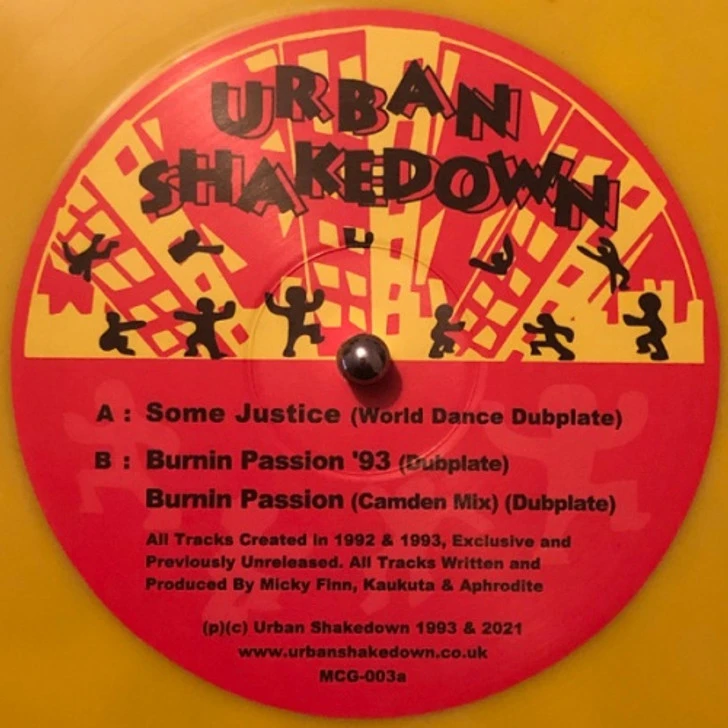 URBAN
SHAKEDOWN
A : Some Justice (World Dance Dubplate)
B : Burnin Passion '93 (Dubplate)
Burnin Passion (Camden Mix) (Dubplate)
All Tracks Created in 1992 & 1993, Exclusive and
Previously Unreleased. All Tracks Written and
Produced By Micky Finn, Kaukuta & Aphrodite
(p)(c) Urban Shakedown 1993 & 2021
www.urbanshakedown.co.uk
MCG-003a